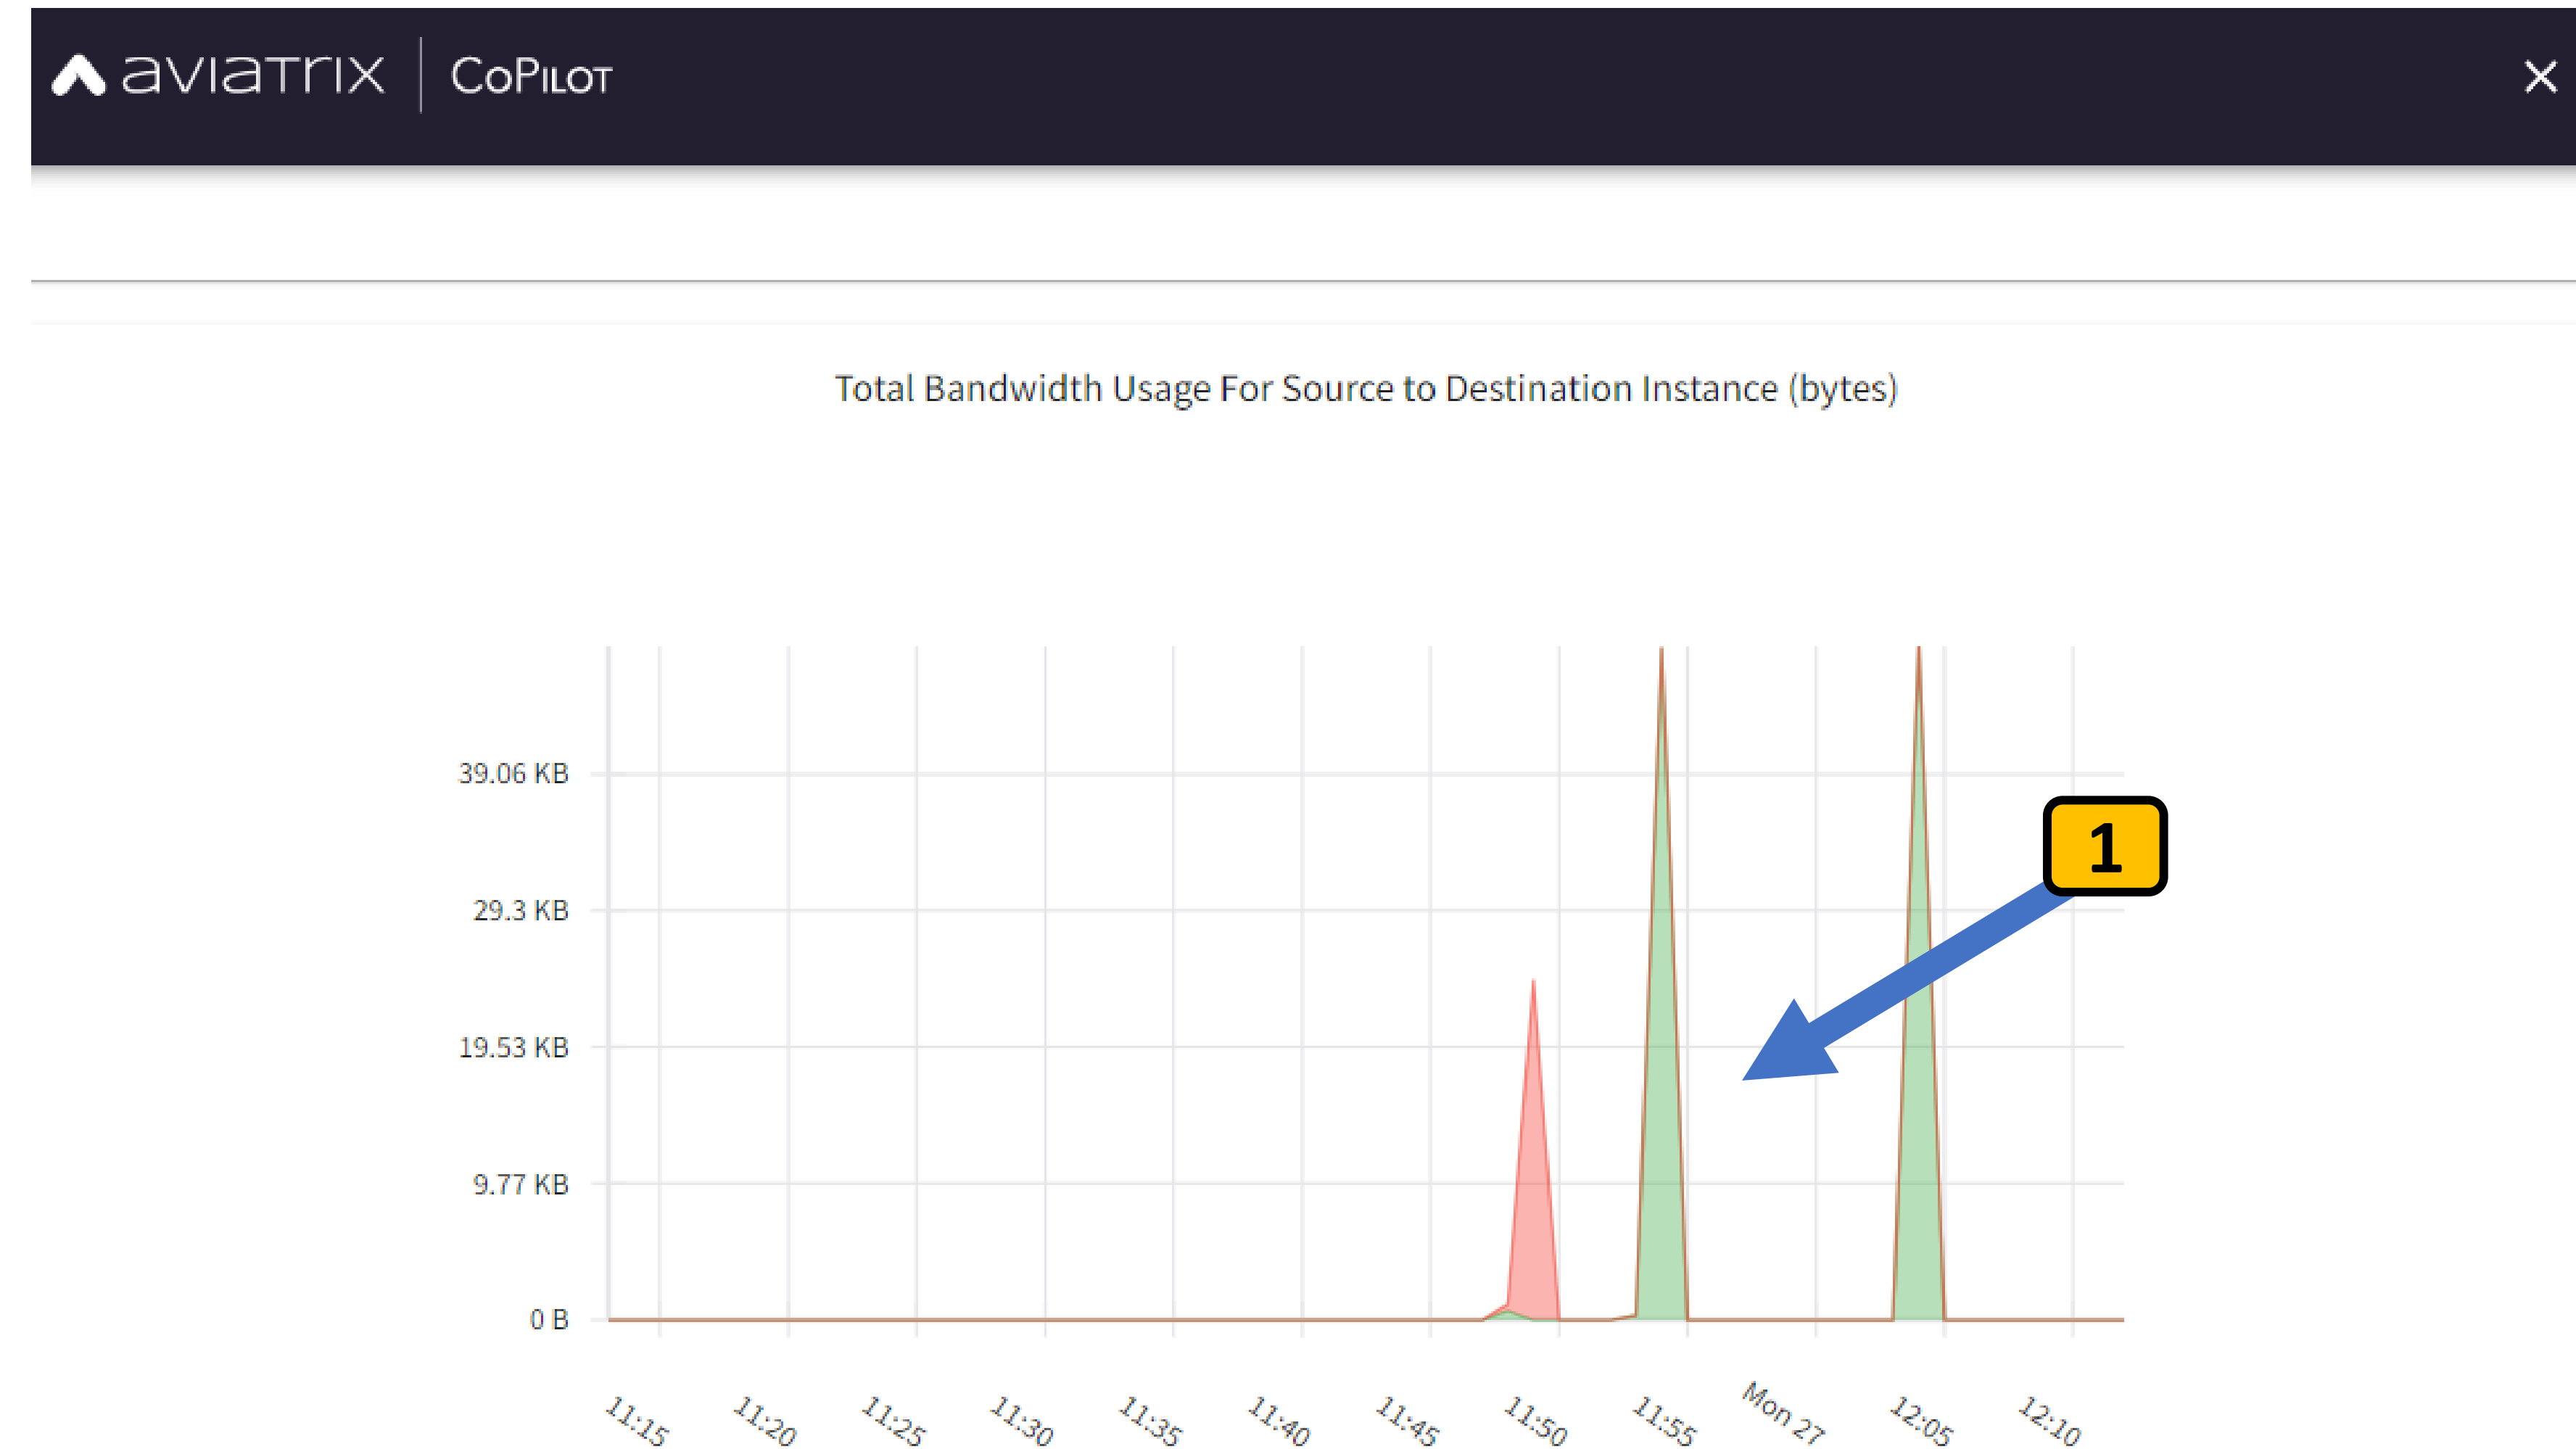 aviatrix | CoPilot
Total Bandwidth Usage For Source to Destination Instance (bytes)
39.06 KB
1
29.3 KB
19.53 KB
9.77 KB
0 B
11:15 11:20 11:25 11:30 11:35 11:40 11:45 11:50 11:55 Mon 27 12:05 12:10